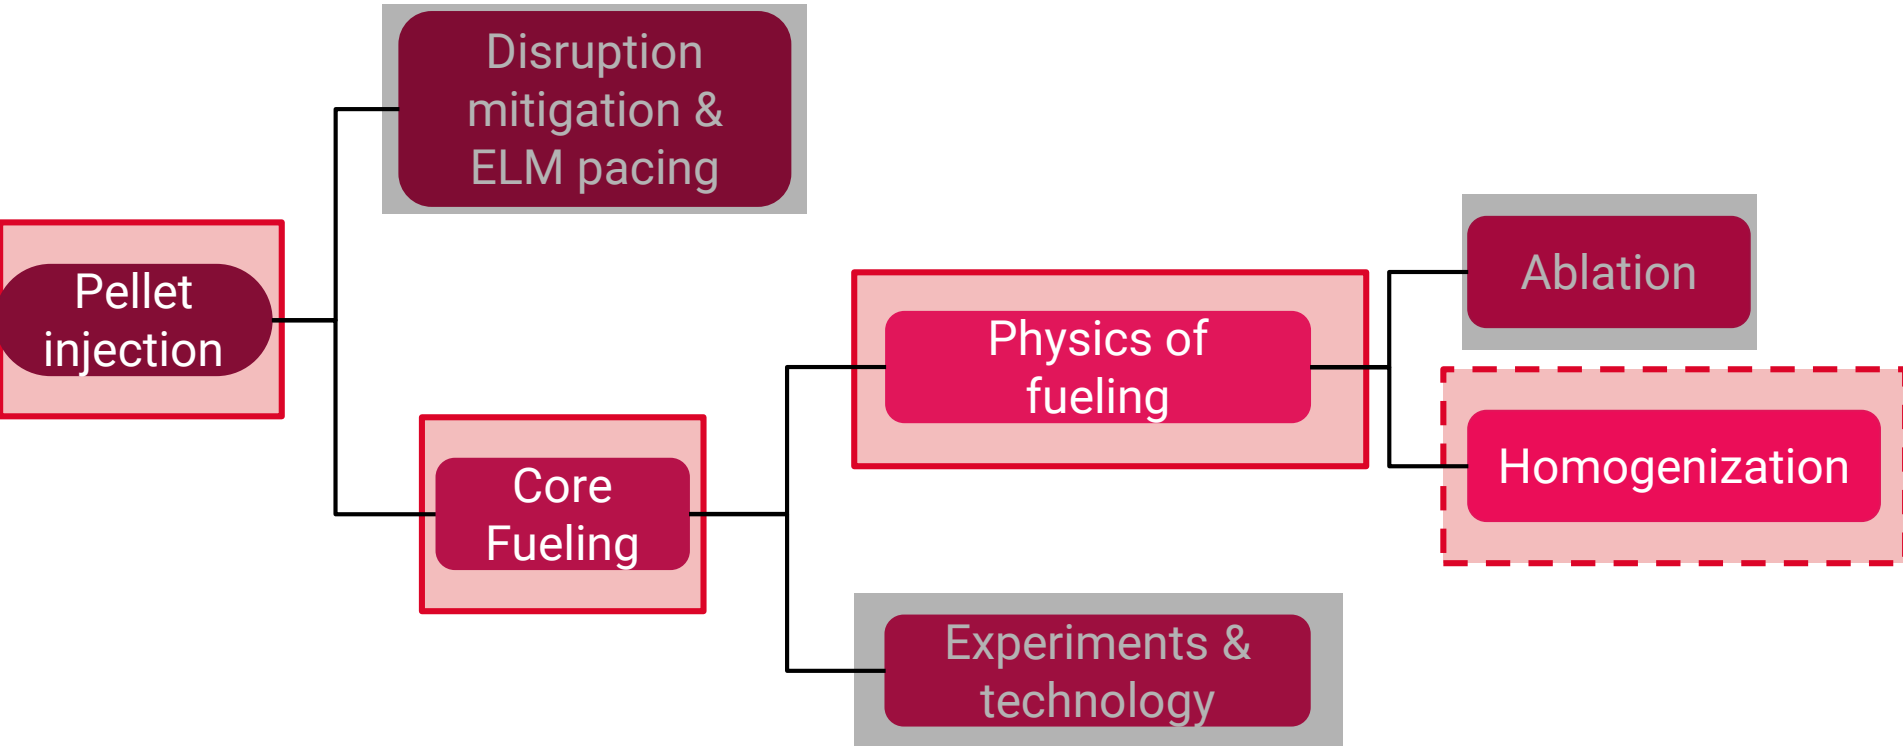 Disruption
mitigation &
ELM pacing
Pellet
injection
Core
Fueling
Physics of
fueling
Experiments &
technology
Ablation
Homogenization